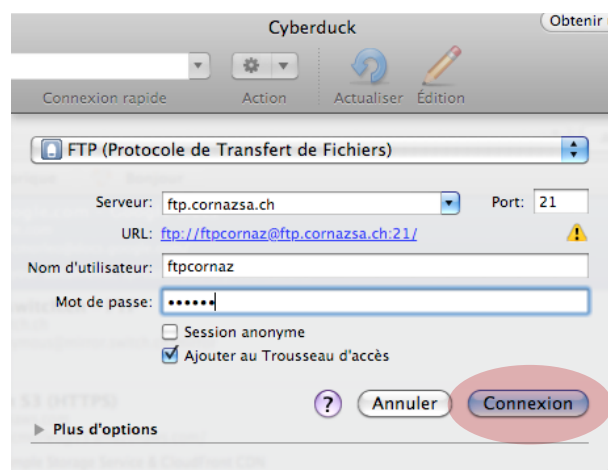 Cyberduck
Obtenir
Connexion rapide
Action
Actualiser
Édition
FTP (Protocole de Transfert de Fichiers)
Serveur: ftp.cornazsa.ch Port: 21
URL: ftp://ftpcornaz@ftp.cornazsa.ch:21/
Nom d'utilisateur: ftpcornaz
Mot de passe: ••••••
Session anonyme
Ajouter au Trousseau d'accès
? Annuler Connexion
Plus d'options